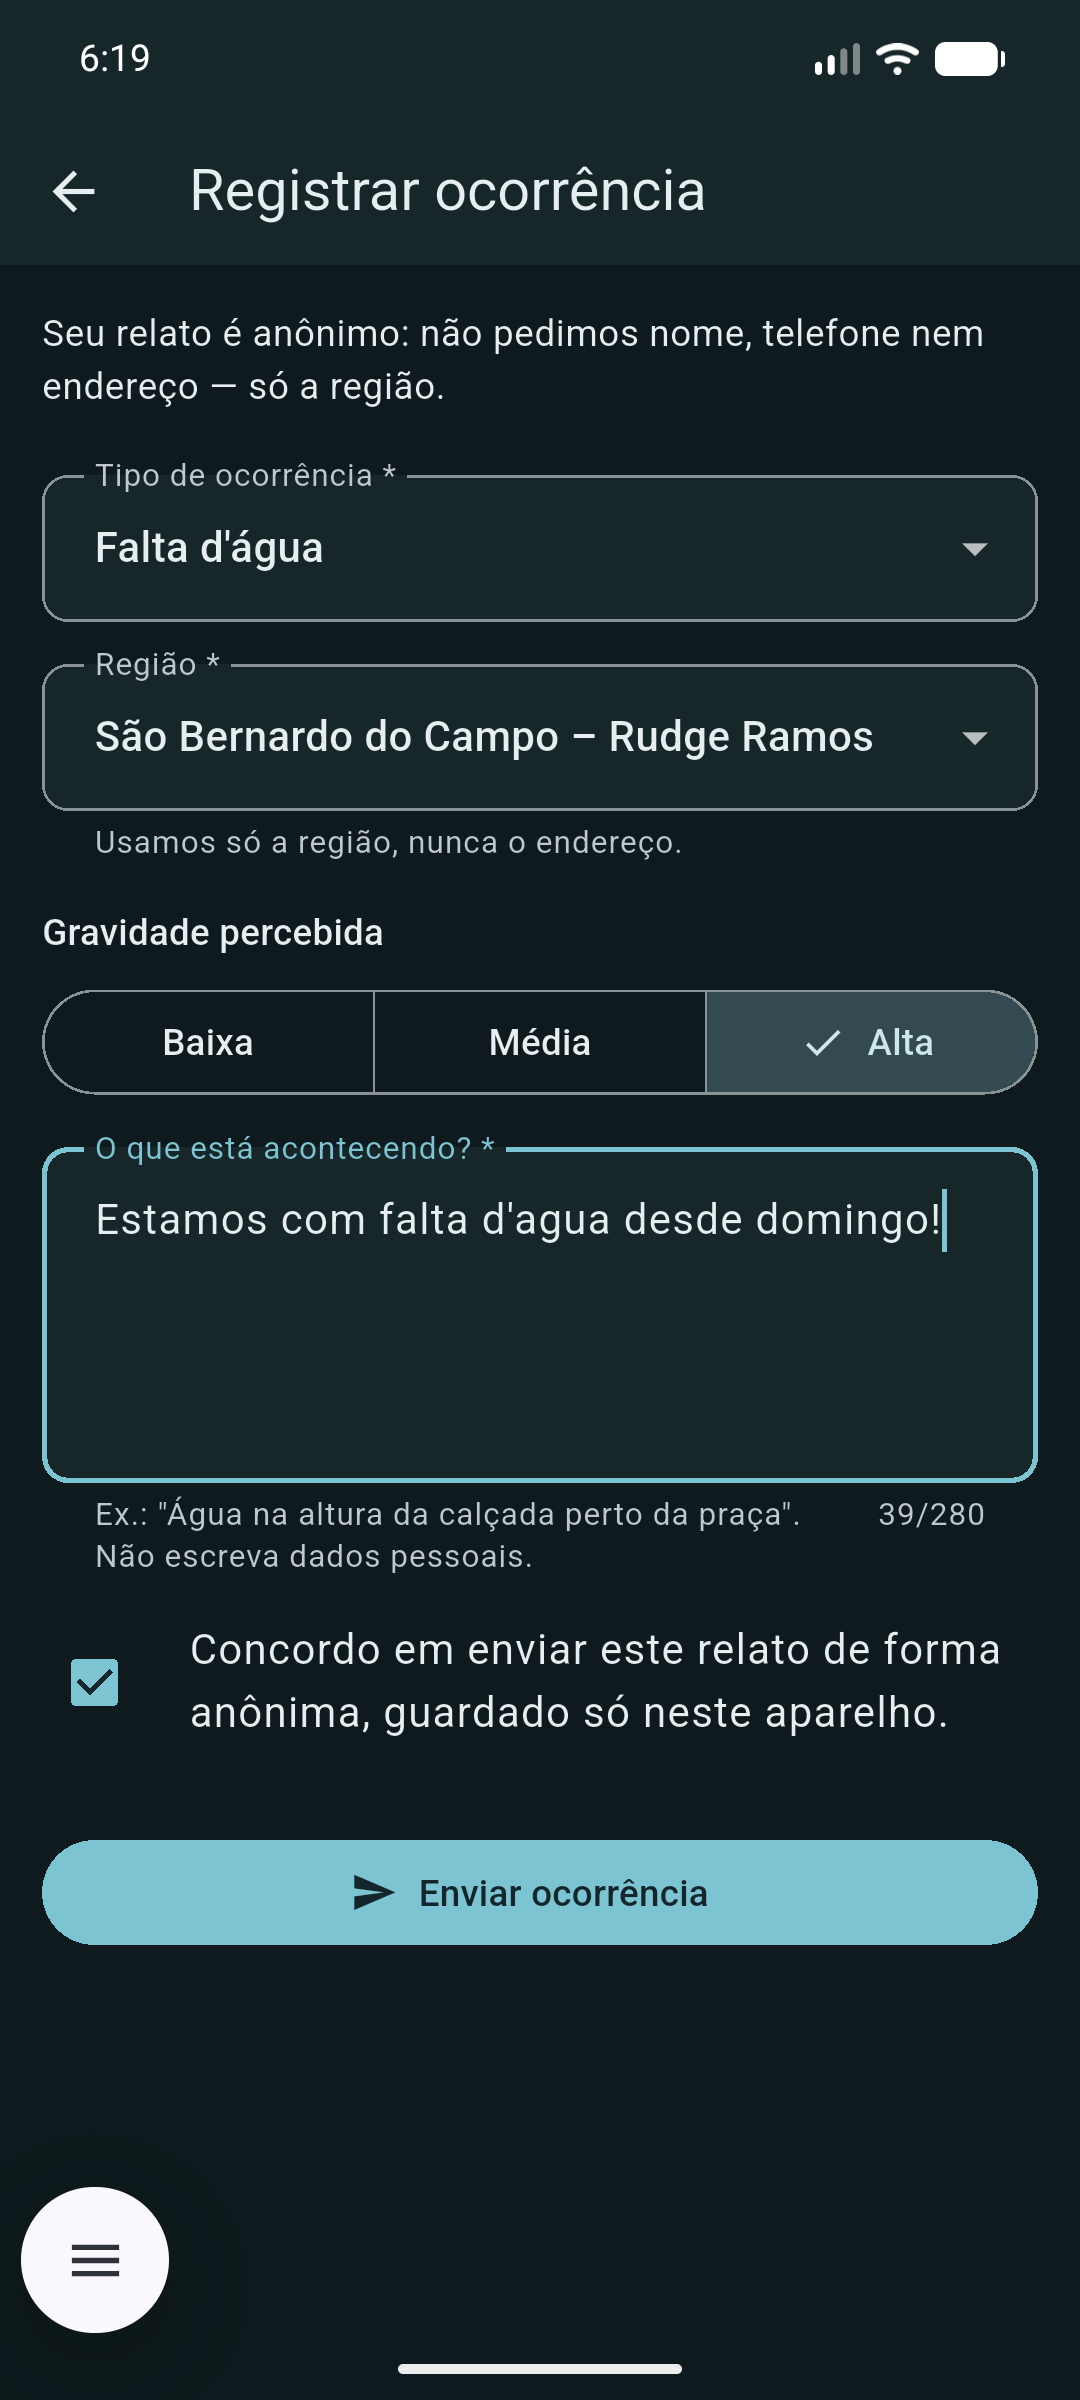 6:19
Registrar ocorrência
Seu relato é anônimo: não pedimos nome, telefone nem
endereço — só a região.
Tipo de ocorrência *
Falta d'água
Região *
São Bernardo do Campo – Rudge Ramos
Usamos só a região, nunca o endereço.
Gravidade percebida
Baixa
Média
Alta
O que está acontecendo? *
Estamos com falta d'agua desde domingo!
Ex.: "Água na altura da calçada perto da praça".
39/280
Não escreva dados pessoais.
Concordo em enviar este relato de forma
anônima, guardado só neste aparelho.
Enviar ocorrência